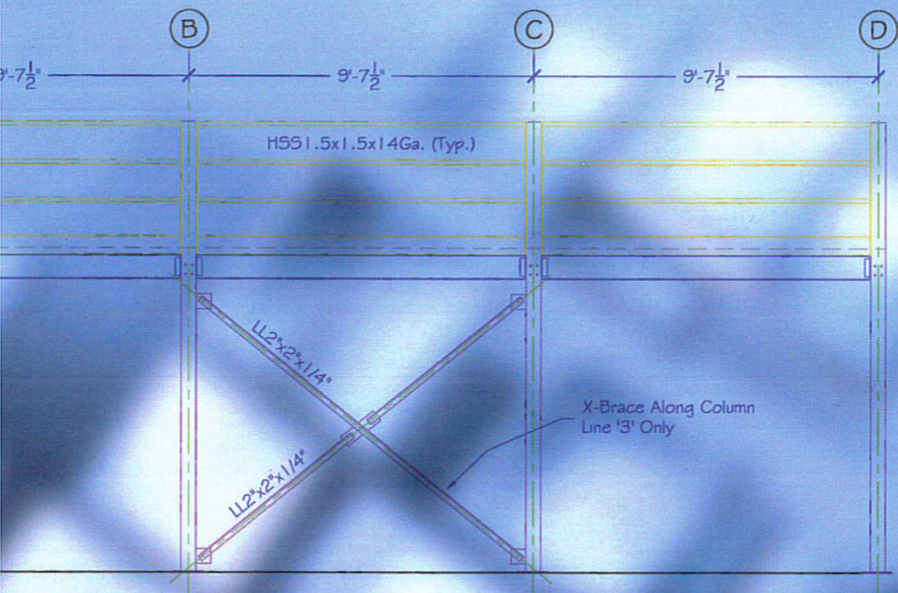 B
C
D
9'-7½"
9'-7½"
9'-7½"
HSS1.5x1.5x14Ga. (Typ.)
LL2"x2"x1/4"
X-Brace Along Column
Line '3' Only
LL2"x2"x1/4"